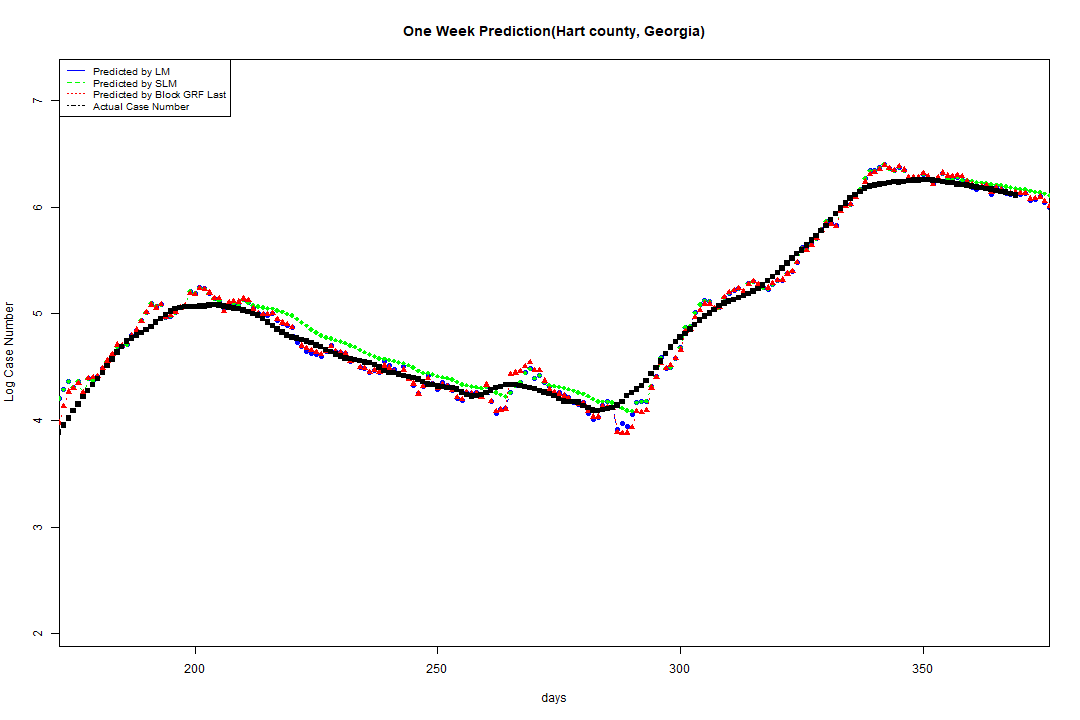 One Week Prediction(Hart county, Georgia)
Predicted by LM
Predicted by SLM
Predicted by Block GRF Last
Actual Case Number
7
6
5
4
3
2
Log Case Number
200
250
300
350
days